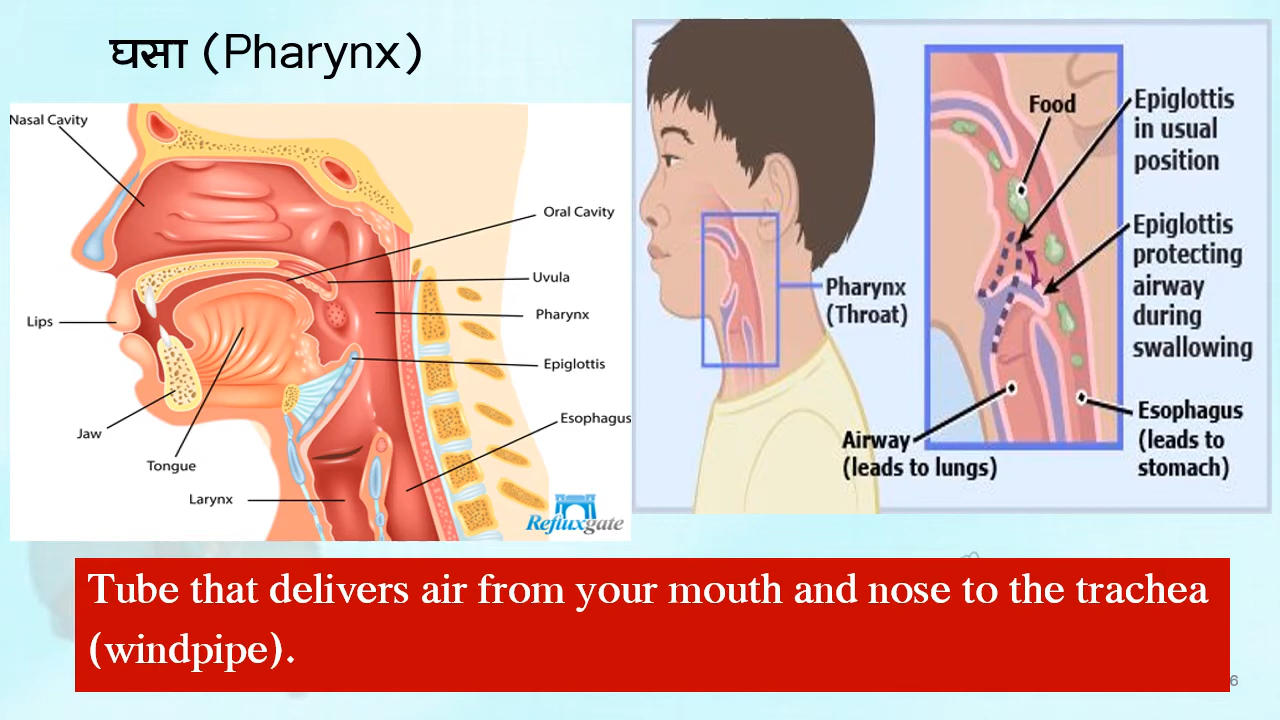 घसा (Pharynx)
Nasal Cavity
Oral Cavity
Uvula
Pharynx
Lips
Epiglottis
Esophagus
Jaw
Tongue
Larynx
Refluxgate
Food
Epiglottis
in usual
position
Epiglottis
protecting
airway
during
swallowing
Pharynx
(Throat)
Esophagus
(leads to
stomach)
Airway
(leads to lungs)
Tube that delivers air from your mouth and nose to the trachea
(windpipe).
6